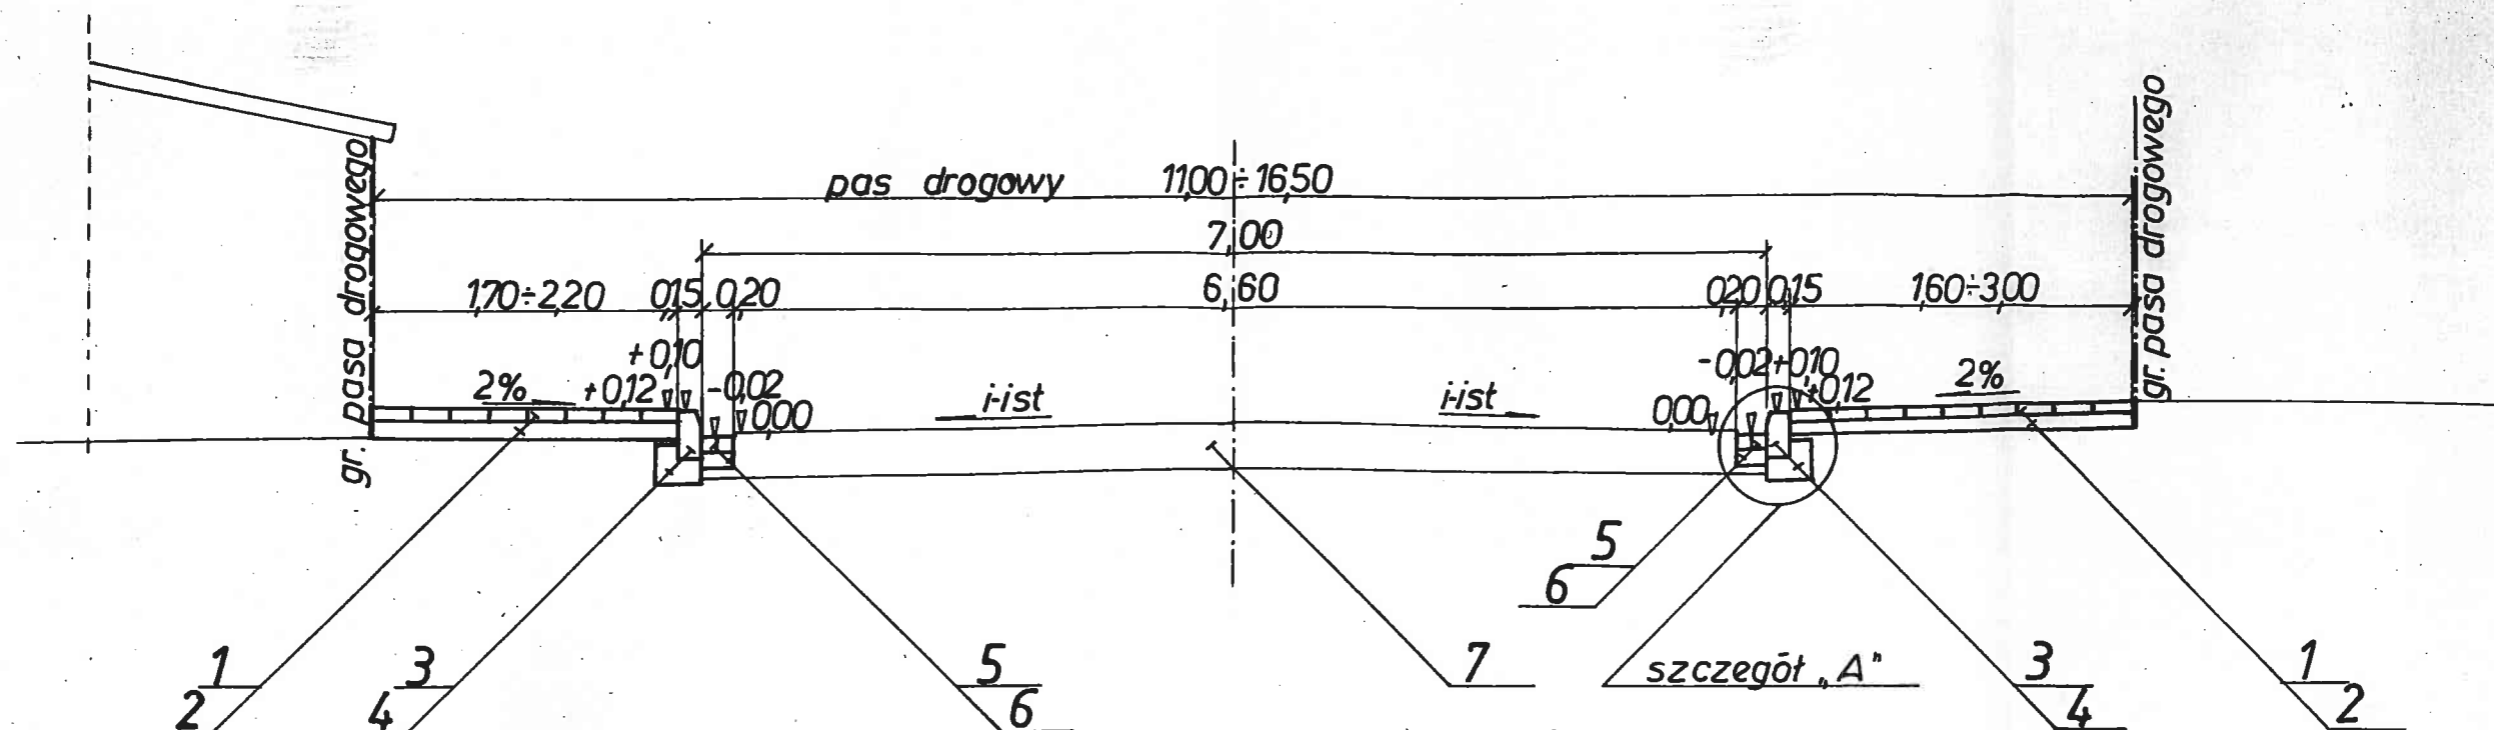 pas drogowy 11,00÷16,50
7,00
1,70÷2,20 0,15 0,20 6,60 0,20 0,15 1,60÷3,00
+0,10 -0,02 +0,10
2% +0,12 -0,02 i-ist i-ist +0,12 2%
0,00 0,00
gr. pasa drogowego
gr. pasa drogowego
5
6
1
2
3
4
5
6
7
szczegół „A"
3
4
1
2